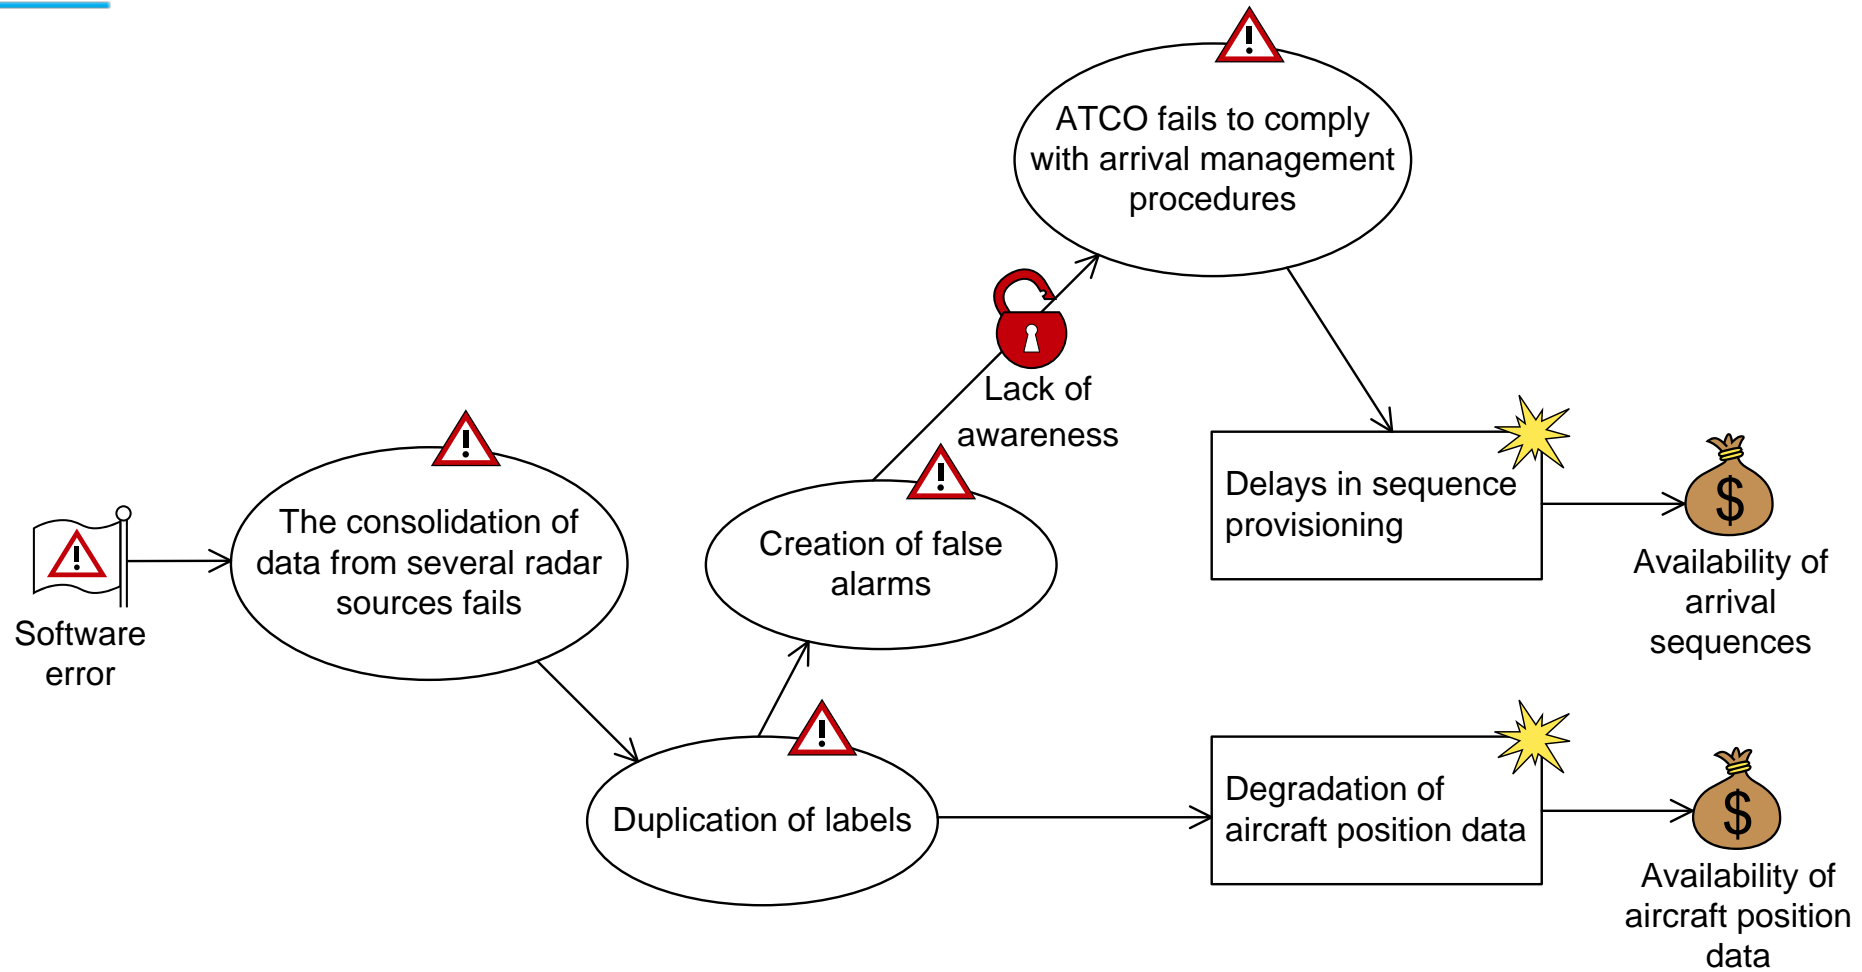 ATCO fails to comply
with arrival management
procedures
Lack of
awareness
The consolidation of
data from several radar
sources fails
Software
error
Creation of false
alarms
Delays in sequence
provisioning
$
Availability of
arrival
sequences
Duplication of labels
Degradation of
aircraft position data
$
Availability of
aircraft position
data